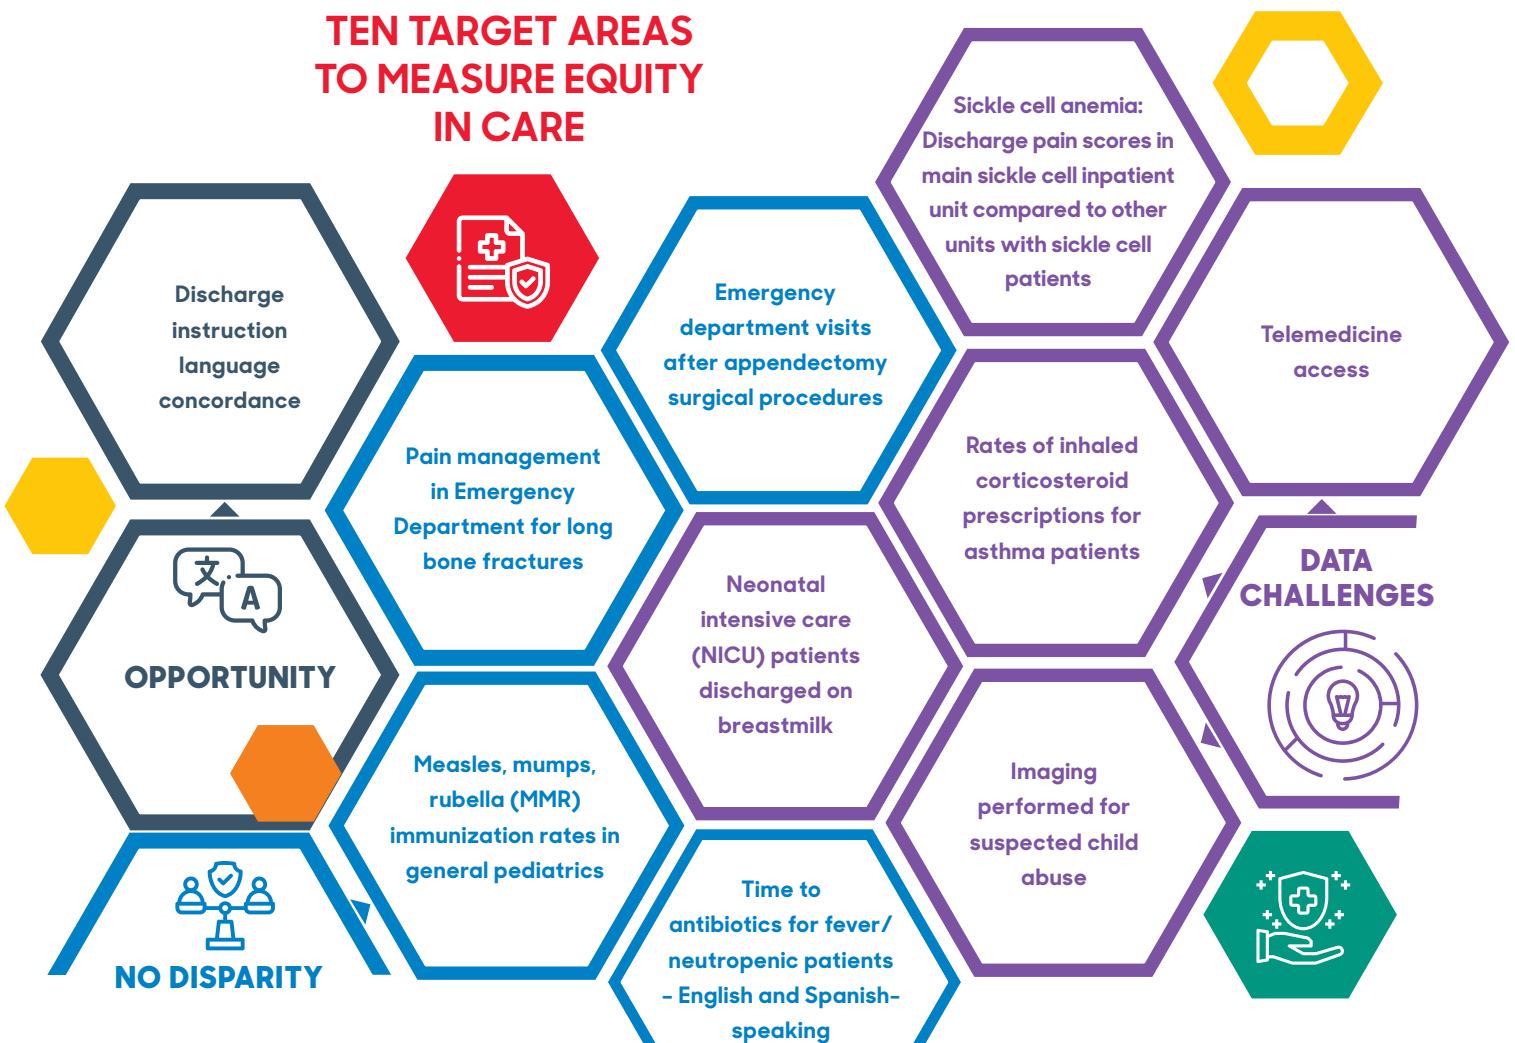 TEN TARGET AREAS
TO MEASURE EQUITY
IN CARE
Discharge
instruction
language
concordance
文
A
OPPORTUNITY
NO DISPARITY
Pain management
in Emergency
Department for long
bone fractures
Measles, mumps,
rubella (MMR)
immunization rates in
general pediatrics
Emergency
department visits
after appendectomy
surgical procedures
Neonatal
intensive care
(NICU) patients
discharged on
breastmilk
Time to
antibiotics for fever/
neutropenic patients
– English and Spanish-
speaking
Sickle cell anemia:
Discharge pain scores in
main sickle cell inpatient
unit compared to other
units with sickle cell
patients
Rates of inhaled
corticosteroid
prescriptions for
asthma patients
Imaging
performed for
suspected child
abuse
Telemedicine
access
DATA
CHALLENGES